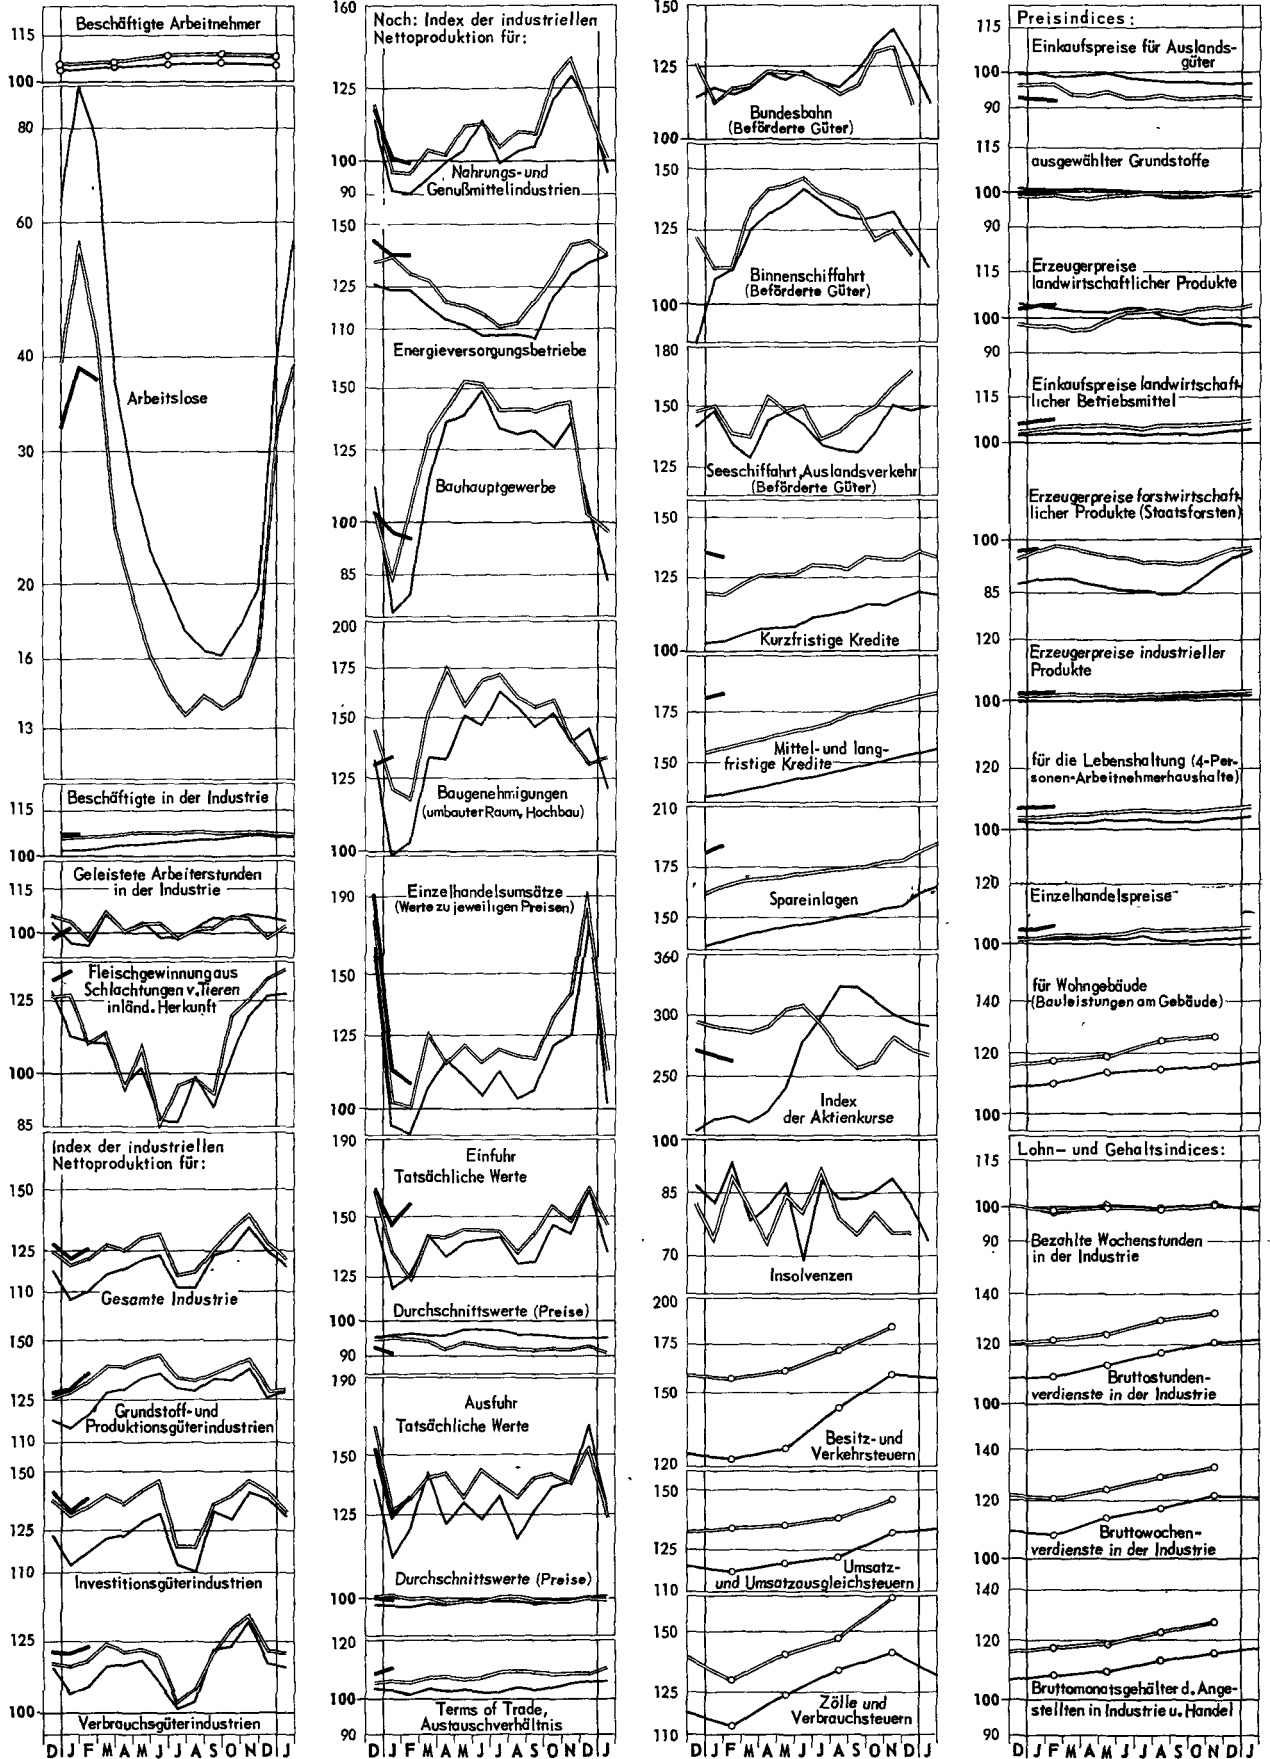 Beschäftigte Arbeitnehmer
115
100
80
60
40
30
20
16
13
Arbeitslose
Beschäftigte in der Industrie
115
100
Geleistete Arbeiterstunden
in der Industrie
115
100
Fleischgewinnung aus
Schlachtungen v. Tieren
inländ. Herkunft
125
100
85
Index der industriellen
Nettoproduktion für:
150
125
110
Gesamte Industrie
150
125
110
Grundstoff- und
Produktionsgüterindustrien
150
125
110
Investitionsgüterindustrien
125
100
Verbrauchsgüterindustrien
D J F M A M J J A S O N D J
160
Noch: Index der industriellen
Nettoproduktion für:
125
100
90
Nahrungs- und
Genußmittelindustrien
150
125
110
Energieversorgungsbetriebe
150
125
100
85
Bauhauptgewerbe
200
175
150
125
100
Baugenehmigungen
(umbauter Raum, Hochbau)
190
150
125
100
Einzelhandelsumsätze
(Werte zu jeweiligen Preisen)
190
150
125
Einfuhr
Tatsächliche Werte
Durchschnittswerte (Preise)
100
90
190
150
125
Ausfuhr
Tatsächliche Werte
Durchschnittswerte (Preise)
100
120
100
90
Terms of Trade,
Austauschverhältnis
D J F M A M J J A S O N D J
150
125
100
Bundesbahn
(Beförderte Güter)
150
125
100
Binnenschiffahrt
(Beförderte Güter)
180
150
125
Seeschiffahrt, Auslandsverkehr
(Beförderte Güter)
150
125
100
Kurzfristige Kredite
175
150
Mittel- und lang-
fristige Kredite
210
175
150
Spareinlagen
360
300
250
Index
der Aktienkurse
100
85
70
Insolvenzen
200
175
150
120
Besitz- und
Verkehrsteuern
150
125
110
Umsatz-
und Umsatzausgleichsteuern
150
125
110
Zölle und
Verbrauchsteuern
D J F M A M J J A S O N D J
Preisindices:
115
100
90
Einkaufspreise für Auslands-
güter
115
100
90
ausgewählter Grundstoffe
115
100
90
Erzeugerpreise
landwirtschaftlicher Produkte
115
100
Einkaufspreise landwirtschaft-
licher Betriebsmittel
Erzeugerpreise forstwirtschaft-
licher Produkte (Staatsforsten)
100
85
120
100
Erzeugerpreise industrieller
Produkte
120
100
für die Lebenshaltung (4-Per-
sonen-Arbeitnehmerhaushalte)
120
100
Einzelhandelspreise
140
120
100
für Wohngebäude
(Bauleistungen am Gebäude)
Lohn- und Gehaltsindices:
115
100
90
Bezahlte Wochenstunden
in der Industrie
140
120
100
Bruttostunden-
verdienste in der Industrie
140
120
100
Bruttowochen-
verdienste in der Industrie
140
120
100
90
Bruttomonatsgehälter d. Ange-
stellten in Industrie u. Handel
D J F M A M J J A S O N D J